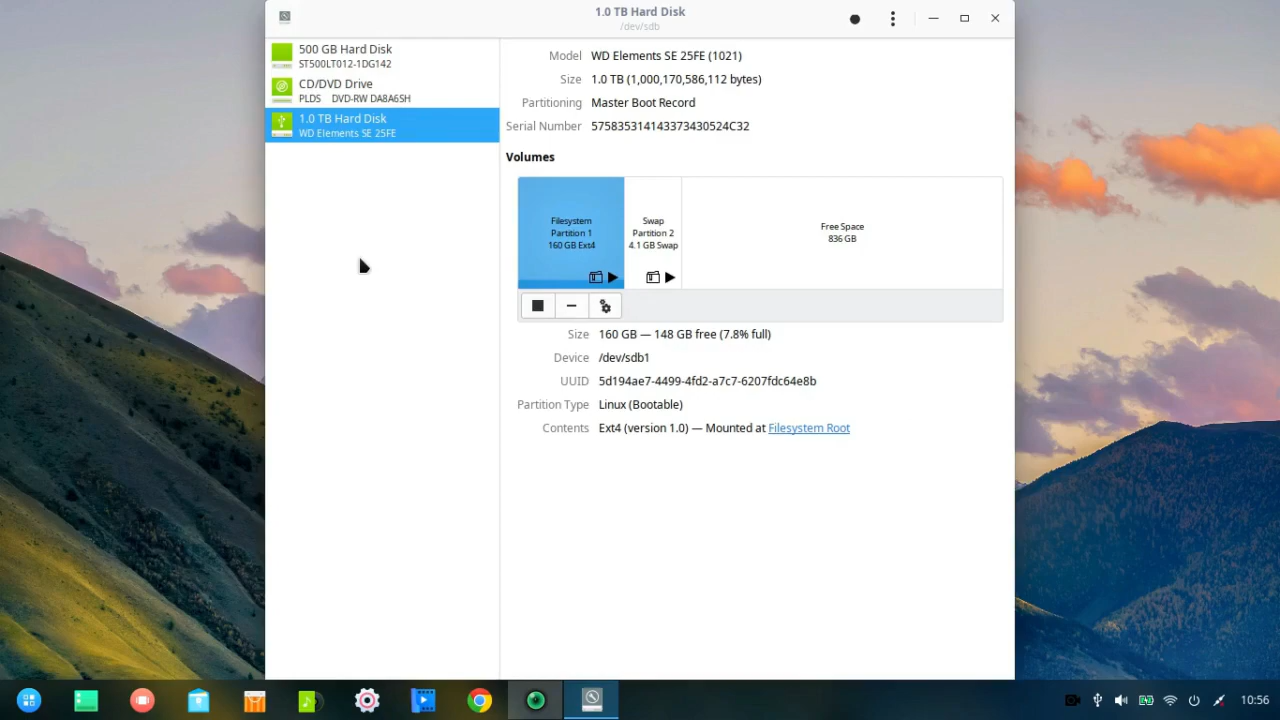 1.0 TB Hard Disk
/dev/sdb
500 GB Hard Disk
ST500LT012-1DG142
CD/DVD Drive
PLDS DVD-RW DA8A6SH
1.0 TB Hard Disk
WD Elements SE 25FE
Model WD Elements SE 25FE (1021)
Size 1.0 TB (1,000,170,586,112 bytes)
Partitioning Master Boot Record
Serial Number 575835314143373430524C32
Volumes
Filesystem
Partition 1
160 GB Ext4
Swap
Partition 2
4.1 GB Swap
Free Space
836 GB
Size 160 GB — 148 GB free (7.8% full)
Device /dev/sdb1
UUID 5d194ae7-4499-4fd2-a7c7-6207fdc64e8b
Partition Type Linux (Bootable)
Contents Ext4 (version 1.0) — Mounted at Filesystem Root
10:56